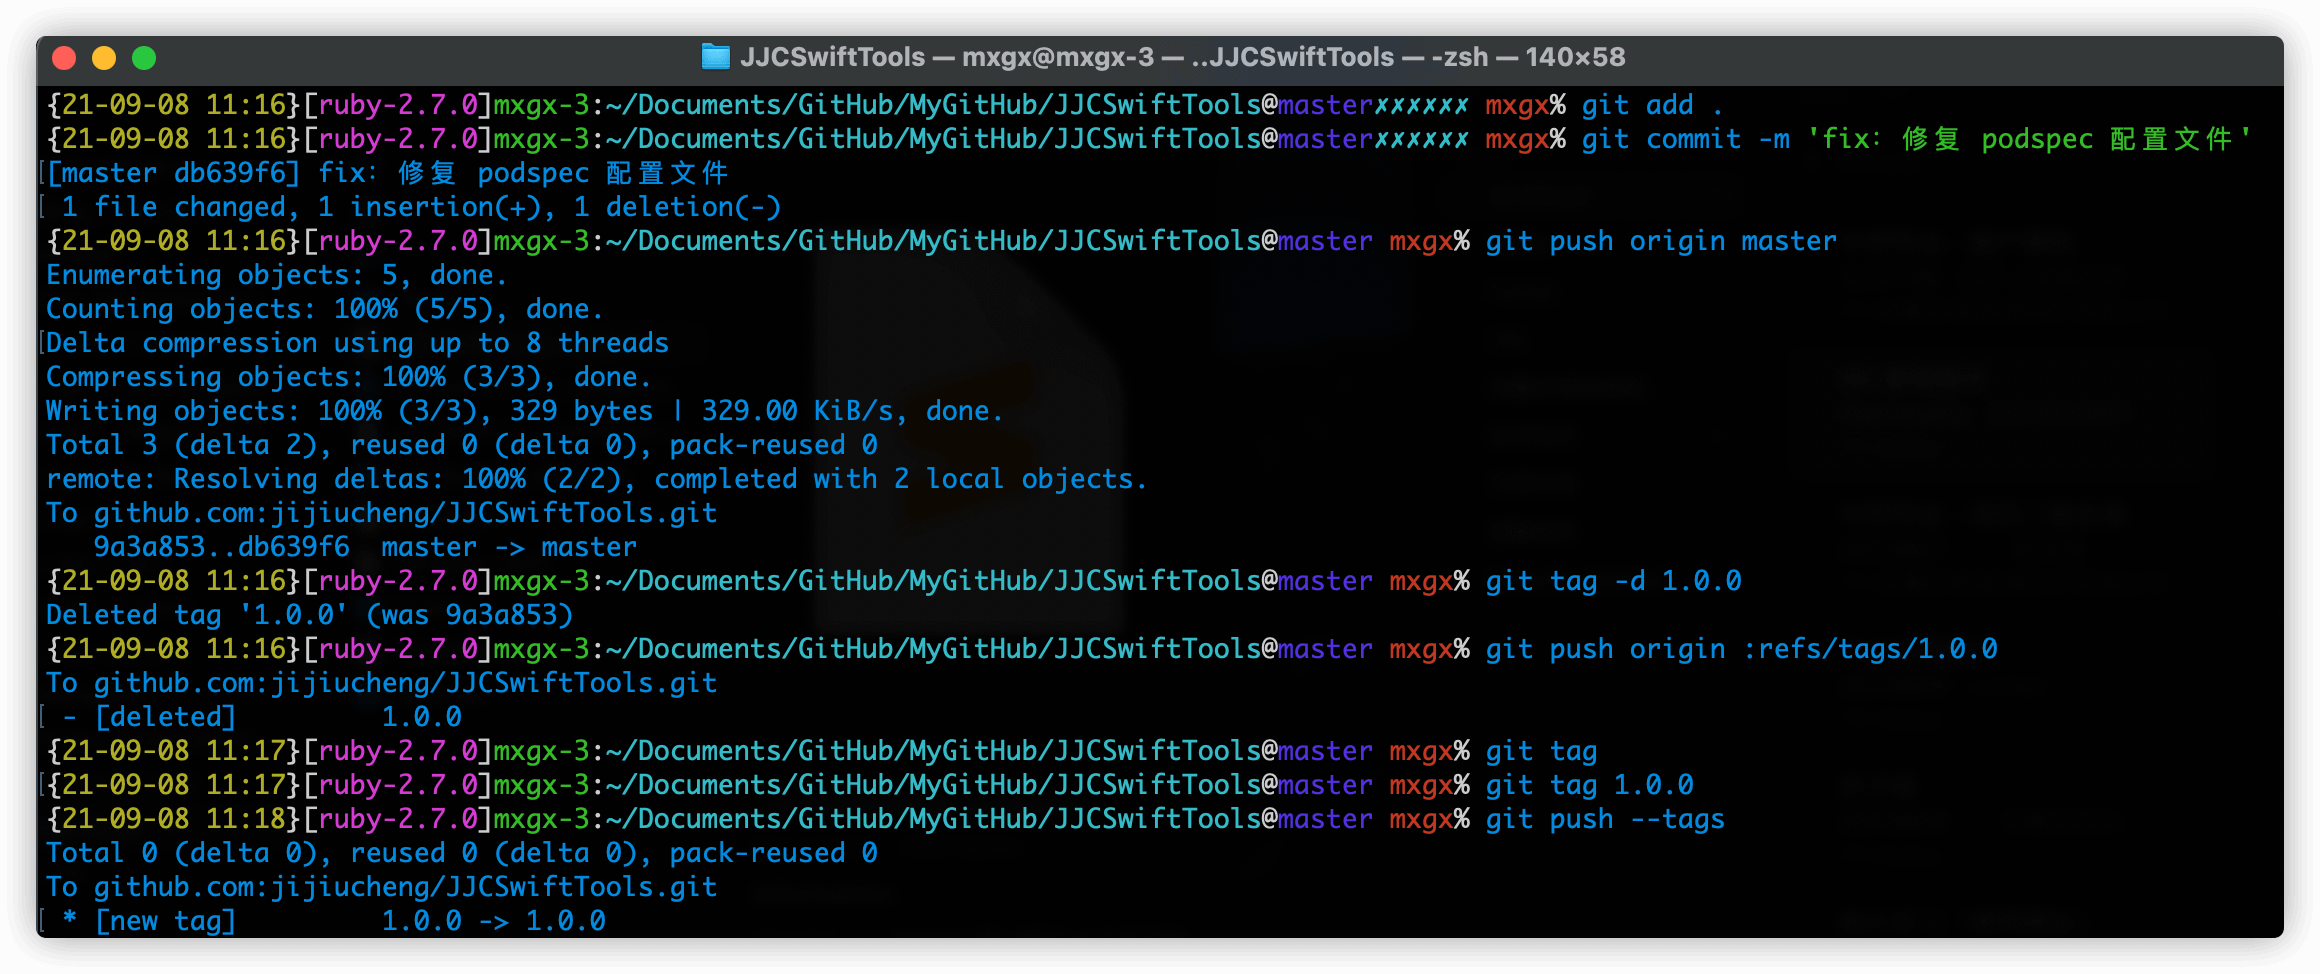 JJCSwiftTools — mxgx@mxgx-3 — ..JJCSwiftTools — -zsh — 140×58
{21-09-08 11:16}[ruby-2.7.0]mxgx-3:~/Documents/GitHub/MyGitHub/JJCSwiftTools@master✗✗✗✗✗✗ mxgx% git add .
{21-09-08 11:16}[ruby-2.7.0]mxgx-3:~/Documents/GitHub/MyGitHub/JJCSwiftTools@master✗✗✗✗✗✗ mxgx% git commit -m 'fix: 修复 podspec 配置文件'
[[master db639f6] fix: 修复 podspec 配置文件
[ 1 file changed, 1 insertion(+), 1 deletion(-)
{21-09-08 11:16}[ruby-2.7.0]mxgx-3:~/Documents/GitHub/MyGitHub/JJCSwiftTools@master mxgx% git push origin master
Enumerating objects: 5, done.
Counting objects: 100% (5/5), done.
[Delta compression using up to 8 threads
Compressing objects: 100% (3/3), done.
Writing objects: 100% (3/3), 329 bytes | 329.00 KiB/s, done.
Total 3 (delta 2), reused 0 (delta 0), pack-reused 0
remote: Resolving deltas: 100% (2/2), completed with 2 local objects.
To github.com:jijiucheng/JJCSwiftTools.git
   9a3a853..db639f6  master -> master
{21-09-08 11:16}[ruby-2.7.0]mxgx-3:~/Documents/GitHub/MyGitHub/JJCSwiftTools@master mxgx% git tag -d 1.0.0
Deleted tag '1.0.0' (was 9a3a853)
{21-09-08 11:16}[ruby-2.7.0]mxgx-3:~/Documents/GitHub/MyGitHub/JJCSwiftTools@master mxgx% git push origin :refs/tags/1.0.0
To github.com:jijiucheng/JJCSwiftTools.git
[ - [deleted]         1.0.0
{21-09-08 11:17}[ruby-2.7.0]mxgx-3:~/Documents/GitHub/MyGitHub/JJCSwiftTools@master mxgx% git tag
[{21-09-08 11:17}[ruby-2.7.0]mxgx-3:~/Documents/GitHub/MyGitHub/JJCSwiftTools@master mxgx% git tag 1.0.0
{21-09-08 11:18}[ruby-2.7.0]mxgx-3:~/Documents/GitHub/MyGitHub/JJCSwiftTools@master mxgx% git push --tags
Total 0 (delta 0), reused 0 (delta 0), pack-reused 0
To github.com:jijiucheng/JJCSwiftTools.git
[ * [new tag]         1.0.0 -> 1.0.0